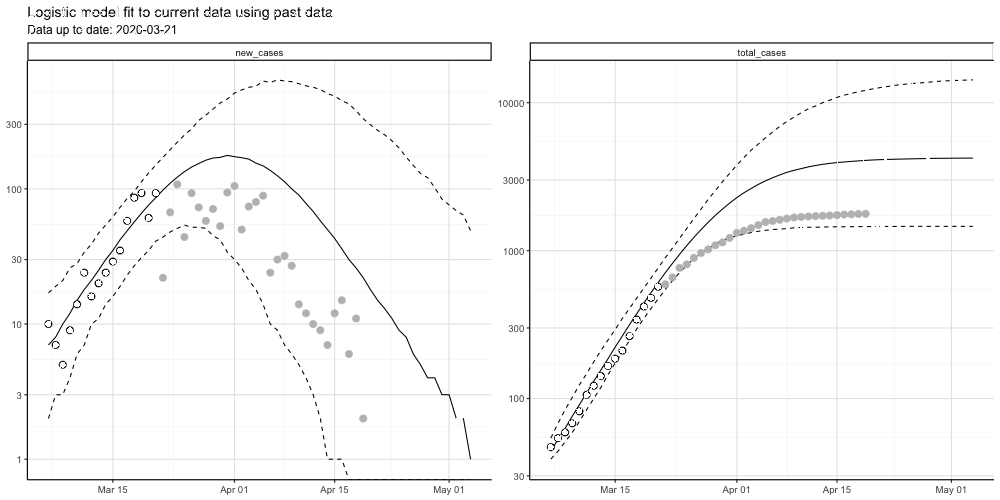 Logistic model fit to current data using past data
Data up to date: 2020-03-21
new_cases
total_cases
300
100
30
10
3
1
10000
3000
1000
300
100
30
Mar 15
Apr 01
Apr 15
May 01
Mar 15
Apr 01
Apr 15
May 01